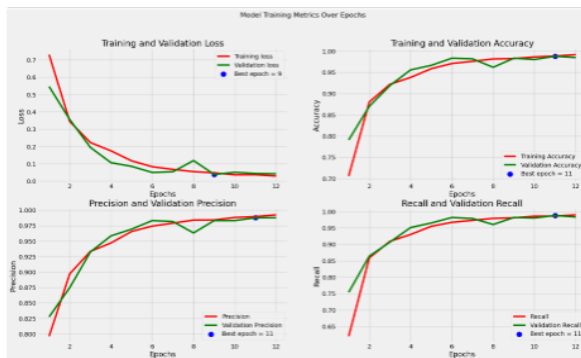 Model Training Metrics Over Epochs
Training and Validation Loss
Training loss
Validation loss
Best epoch = 9
Loss
0.7
0.6
0.5
0.4
0.3
0.2
0.1
0.0
2 4 6 8 10 12
Epochs
Training and Validation Accuracy
Accuracy
1.00
0.95
0.90
0.85
0.80
0.75
0.70
Training Accuracy
Validation Accuracy
Best epoch = 11
2 4 6 8 10 12
Epochs
Precision and Validation Precision
Precision
1.000
0.975
0.950
0.925
0.900
0.875
0.850
0.825
0.800
Precision
Validation Precision
Best epoch = 11
2 4 6 8 10 12
Epochs
Recall and Validation Recall
Recall
1.00
0.95
0.90
0.85
0.80
0.75
0.70
0.65
Recall
Validation Recall
Best epoch = 11
2 4 6 8 10 12
Epochs